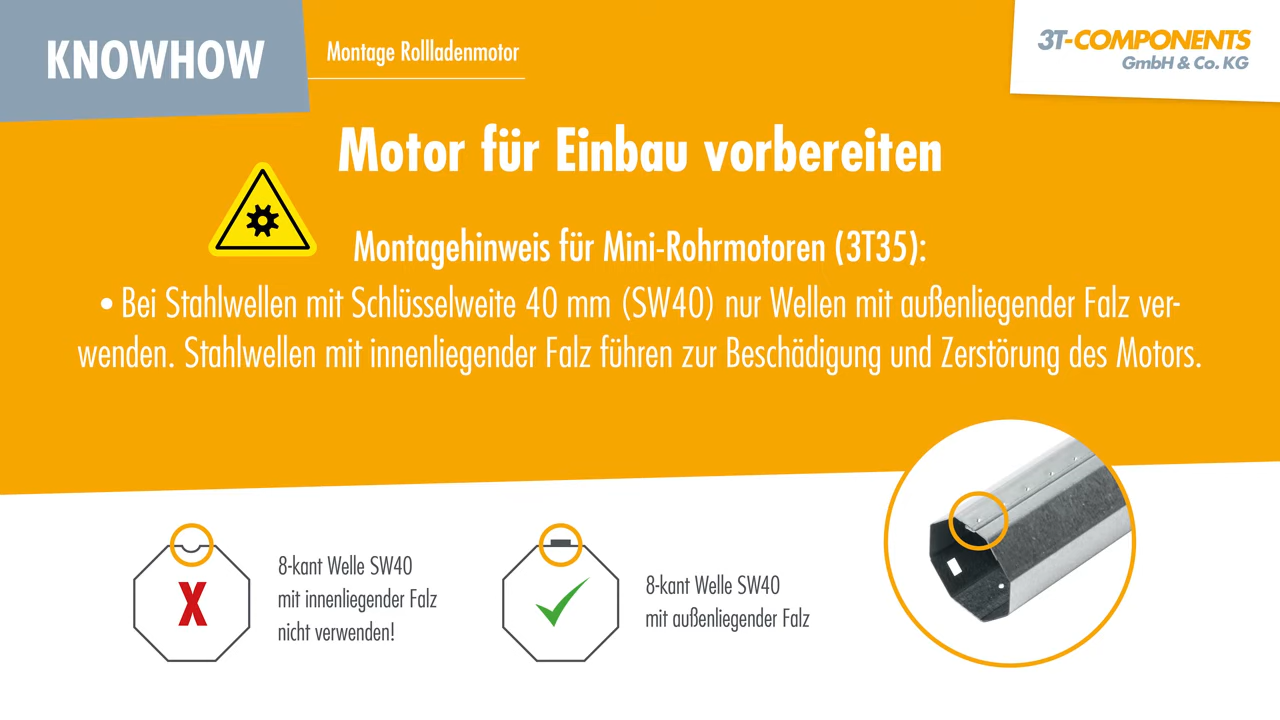 KNOWHOW
Montage Rollladenmotor
3T-COMPONENTS
GmbH & Co. KG
Motor für Einbau vorbereiten
Montagehinweis für Mini-Rohrmotoren (3T35):
• Bei Stahlwellen mit Schlüsselweite 40 mm (SW40) nur Wellen mit außenliegender Falz ver-
wenden. Stahlwellen mit innenliegender Falz führen zur Beschädigung und Zerstörung des Motors.
X
8-kant Welle SW40
mit innenliegender Falz
nicht verwenden!
8-kant Welle SW40
mit außenliegender Falz